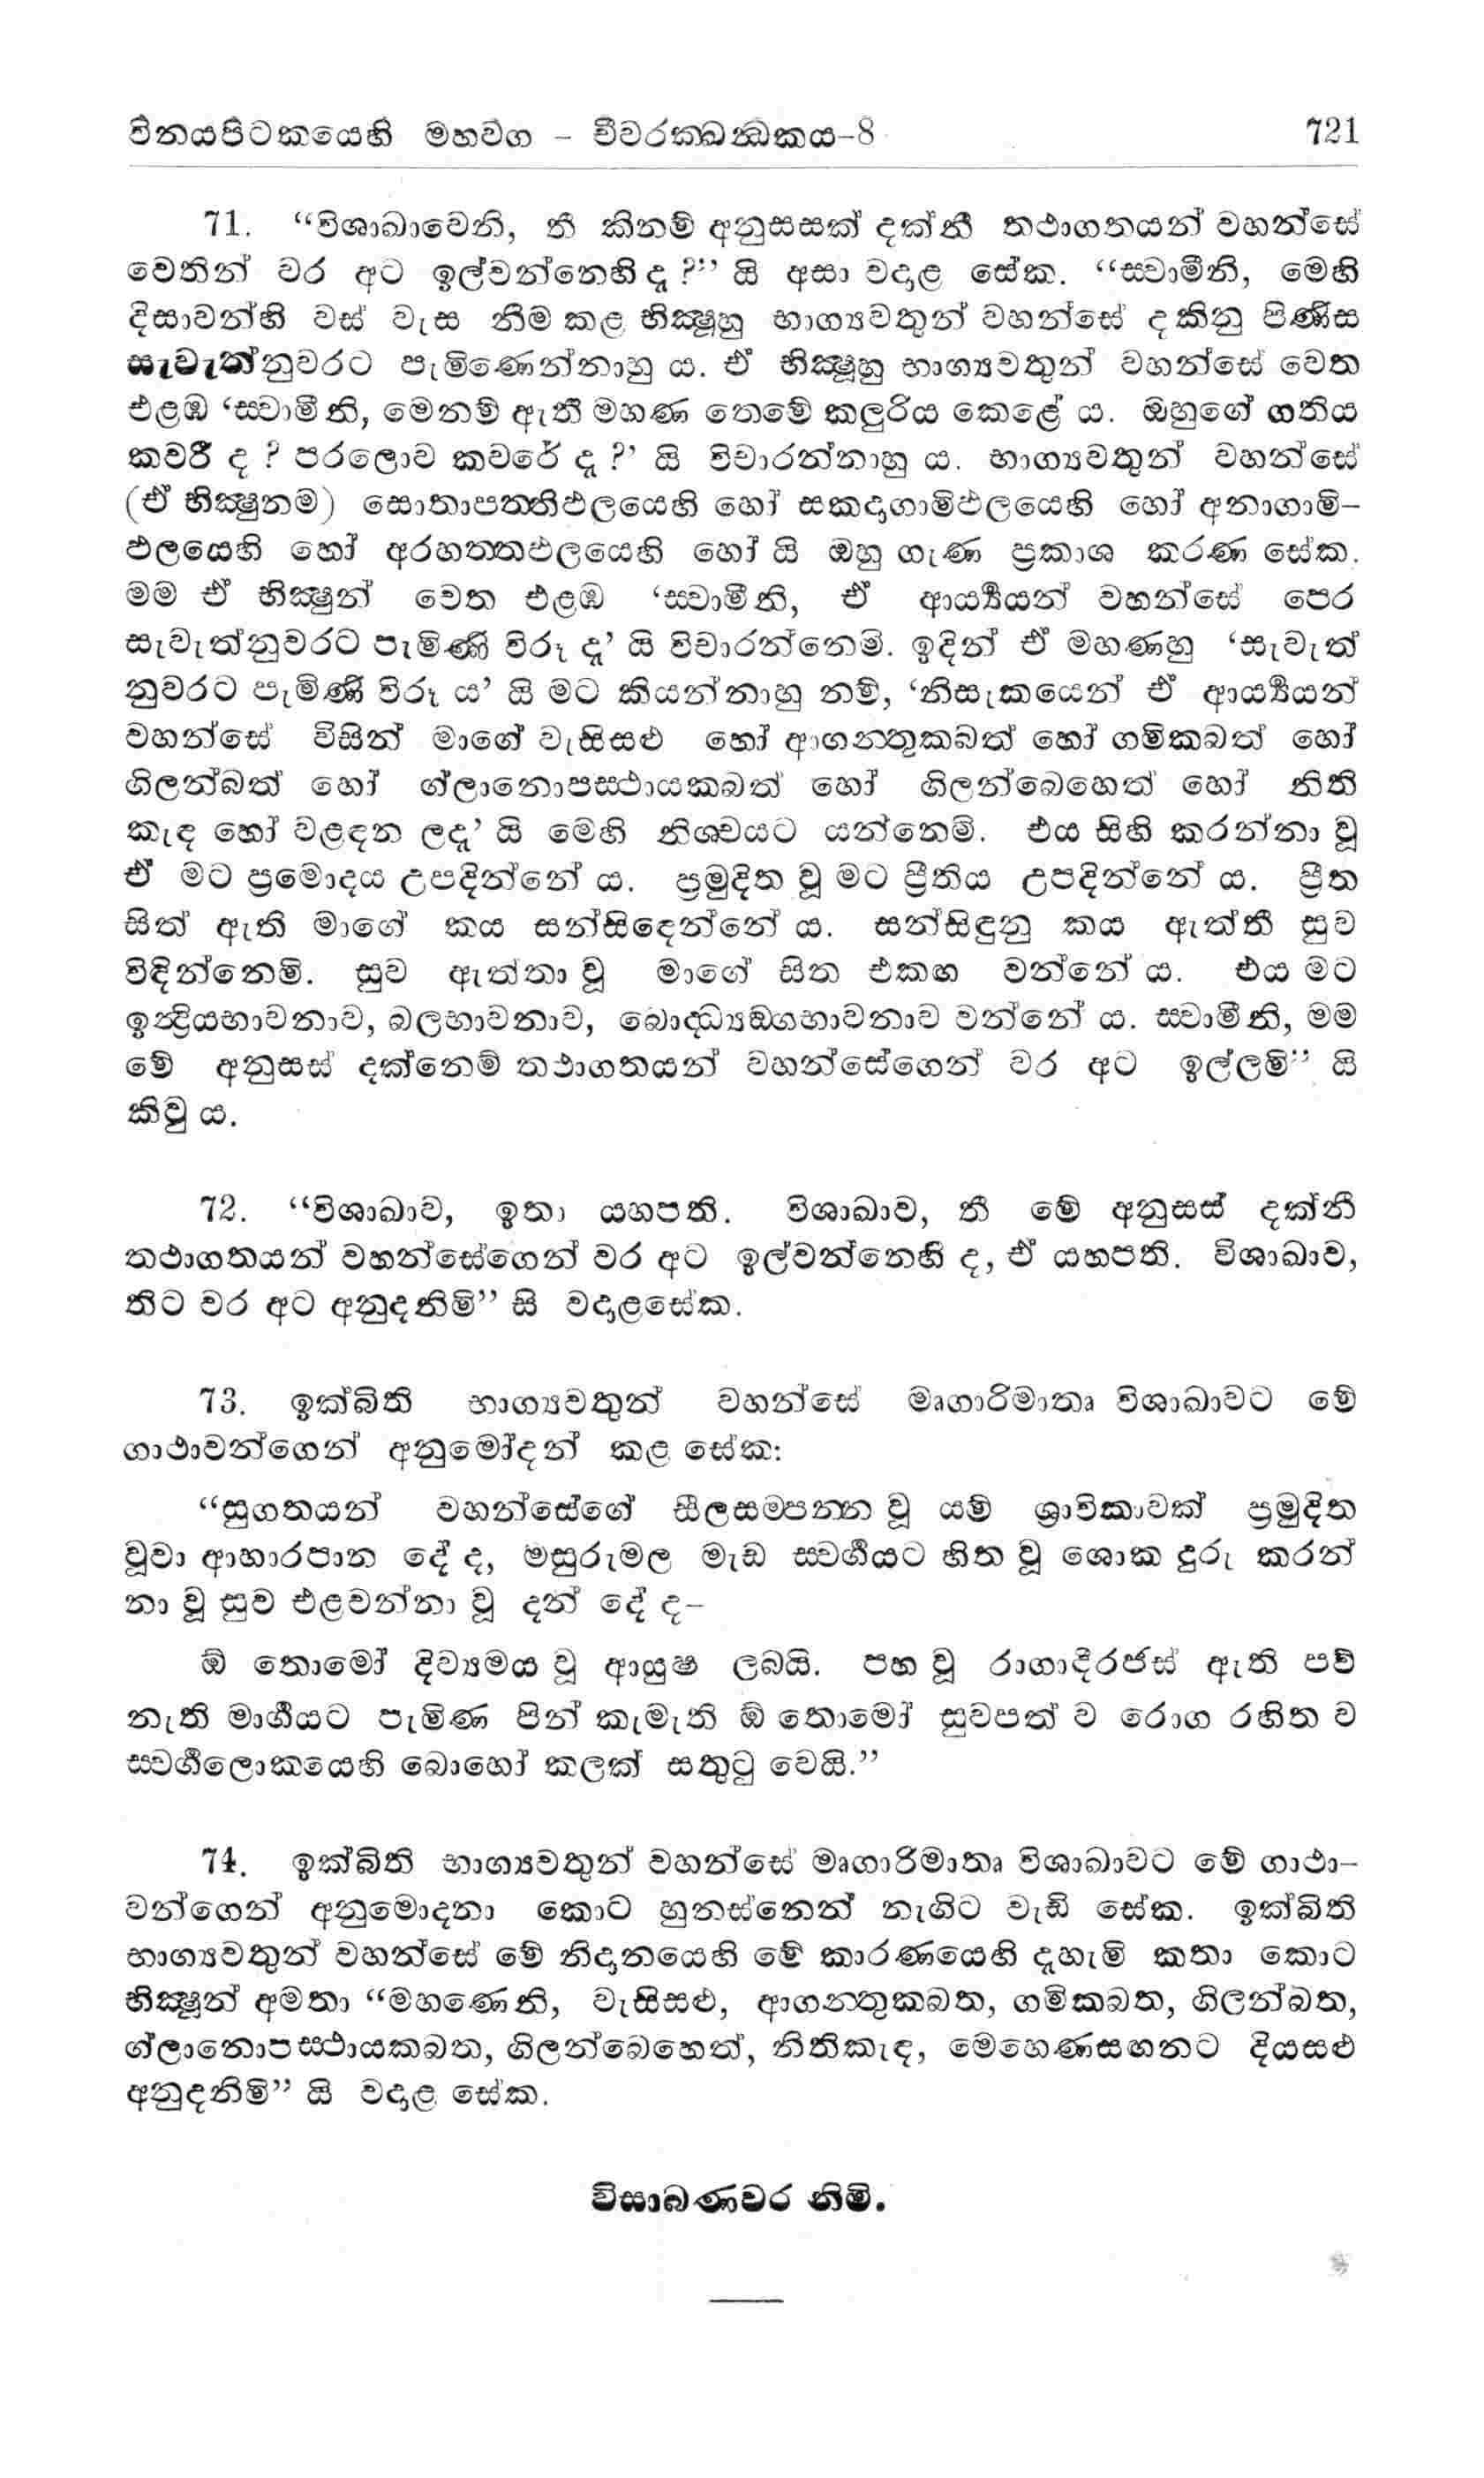 විනයපිටකයෙහි මහවග – චීවරක්ඛන්ධකය–8 721
71. “විශාඛාවෙනි, තී කිනම් අනුසසක් දක්නී තථාගතයන් වහන්සේ
වෙතින් වර අට ඉල්වන්නෙහි දැ ?” යි අසා වදාළ සේක. “ස්වාමීනි, මෙහි
දිසාවන්හි වස් වැස නිම කළ භික්‍ෂූහු භාග්‍යවතුන් වහන්සේ දකිනු පිණිස
සැවැත්නුවරට පැමිණෙන්නාහු ය. ඒ භික්‍ෂූහු භාග්‍යවතුන් වහන්සේ වෙත
එළඹ ‘ස්වාමීනි, මෙනම් ඇති මහණ තෙමේ කලුරිය කෙළේ ය. ඔහුගේ ගතිය
කවරී ද ? පරලොව කවරේ දැ ?’ යි විචාරන්නාහු ය. භාග්‍යවතුන් වහන්සේ
(ඒ භික්‍ෂුනම) සොතාපත්තිඵලයෙහි හෝ සකදාගාමිඵලයෙහි හෝ අනාගාමි–
ඵලයෙහි හෝ අරහත්තඵලයෙහි හෝ යි ඔහු ගැණ ප්‍රකාශ කරණ සේක.
මම ඒ භික්‍ෂූන් වෙත එළඹ ‘ස්වාමීනි, ඒ ආර්‍ය්‍යයන් වහන්සේ පෙර
සැවැත්නුවරට පැමිණි විරූ දැ’ යි විචාරන්නෙමි. ඉදින් ඒ මහණහු ‘සැවැත්
නුවරට පැමිණි විරූ ය’ යි මට කියන්නාහු නම්, ‘නිසැකයෙන් ඒ ආර්‍ය්‍යයන්
වහන්සේ විසින් මාගේ වැසිසළු හෝ ආගන්තුකබත් හෝ ගමිකබත් හෝ
ගිලන්බත් හෝ ග්ලානොපස්ථායකබත් හෝ ගිලන්බෙහෙත් හෝ නිති
කැඳ හෝ වළඳන ලදැ’ යි මෙහි නිශ්චයට යන්නෙමි. එය සිහි කරන්නා වූ
ඒ මට ප්‍රමොදය උපදින්නේ ය. ප්‍රමුදිත වූ මට ප්‍රීතිය උපදින්නේ ය. ප්‍රීත
සිත් ඇති මාගේ කය සන්සිඳෙන්නේ ය. සන්සිඳුනු කය ඇත්තී සුව
විඳින්නෙමි. සුව ඇත්තා වූ මාගේ සිත එකඟ වන්නේ ය. එය මට
ඉන්ද්‍රියභාවනාව, බලභාවනාව, බොද්ධ්‍යඞ්ගභාවනාව වන්නේ ය. ස්වාමීනි, මම
මේ අනුසස් දක්නෙම් තථාගතයන් වහන්සේගෙන් වර අට ඉල්ලමි” යි
කිවු ය.
72. “විශාඛාව, ඉතා යහපති. විශාඛාව, තී මේ අනුසස් දක්නී
තථාගතයන් වහන්සේගෙන් වර අට ඉල්වන්නෙහි ද, ඒ යහපති. විශාඛාව,
තිට වර අට අනුදනිමි” සි වදාළසේක.
73. ඉක්බිති භාග්‍යවතුන් වහන්සේ මෘගාරිමාතෘ විශාඛාවට මේ
ගාථාවන්ගෙන් අනුමෝදන් කළ සේක:
“සුගතයන් වහන්සේගේ සීලසම්පන්න වූ යම් ශ්‍රාවිකාවක් ප්‍රමුදිත
වූවා ආහාරපාන දේ ද, මසුරුමල මැඩ ස්වර්‍ගයට හිත වූ ශොක දුරු කරන්
නා වූ සුව එළවන්නා වූ දන් දේ ද–
ඕ තොමෝ දිව්‍යමය වූ ආයුෂ ලබයි. පහ වූ රාගාදිරජස් ඇති පව්
නැති මාර්‍ගයට පැමිණ පින් කැමැති ඕ තොමෝ සුවපත් ව රොග රහිත ව
ස්වර්‍ගලොකයෙහි බොහෝ කලක් සතුටු වෙයි.”
74. ඉක්බිති භාග්‍යවතුන් වහන්සේ මෘගාරිමාතෘ විශාඛාවට මේ ගාථා–
වන්ගෙන් අනුමොදනා කොට හුනස්නෙන් නැගිට වැඩි සේක. ඉක්බිති
භාග්‍යවතුන් වහන්සේ මේ නිදානයෙහි මේ කාරණයෙහි දැහැමි කතා කොට
භික්‍ෂූන් අමතා “මහණෙනි, වැසිසළු, ආගන්තුකබත, ගමිකබත, ගිලන්බත,
ග්ලානොපස්ථායකබත, ගිලන්බෙහෙත්, නිතිකැඳ, මෙහෙණසඟනට දියසළු
අනුදනිමි” යි වදාළ සේක.
විසාබණවර නිමි.